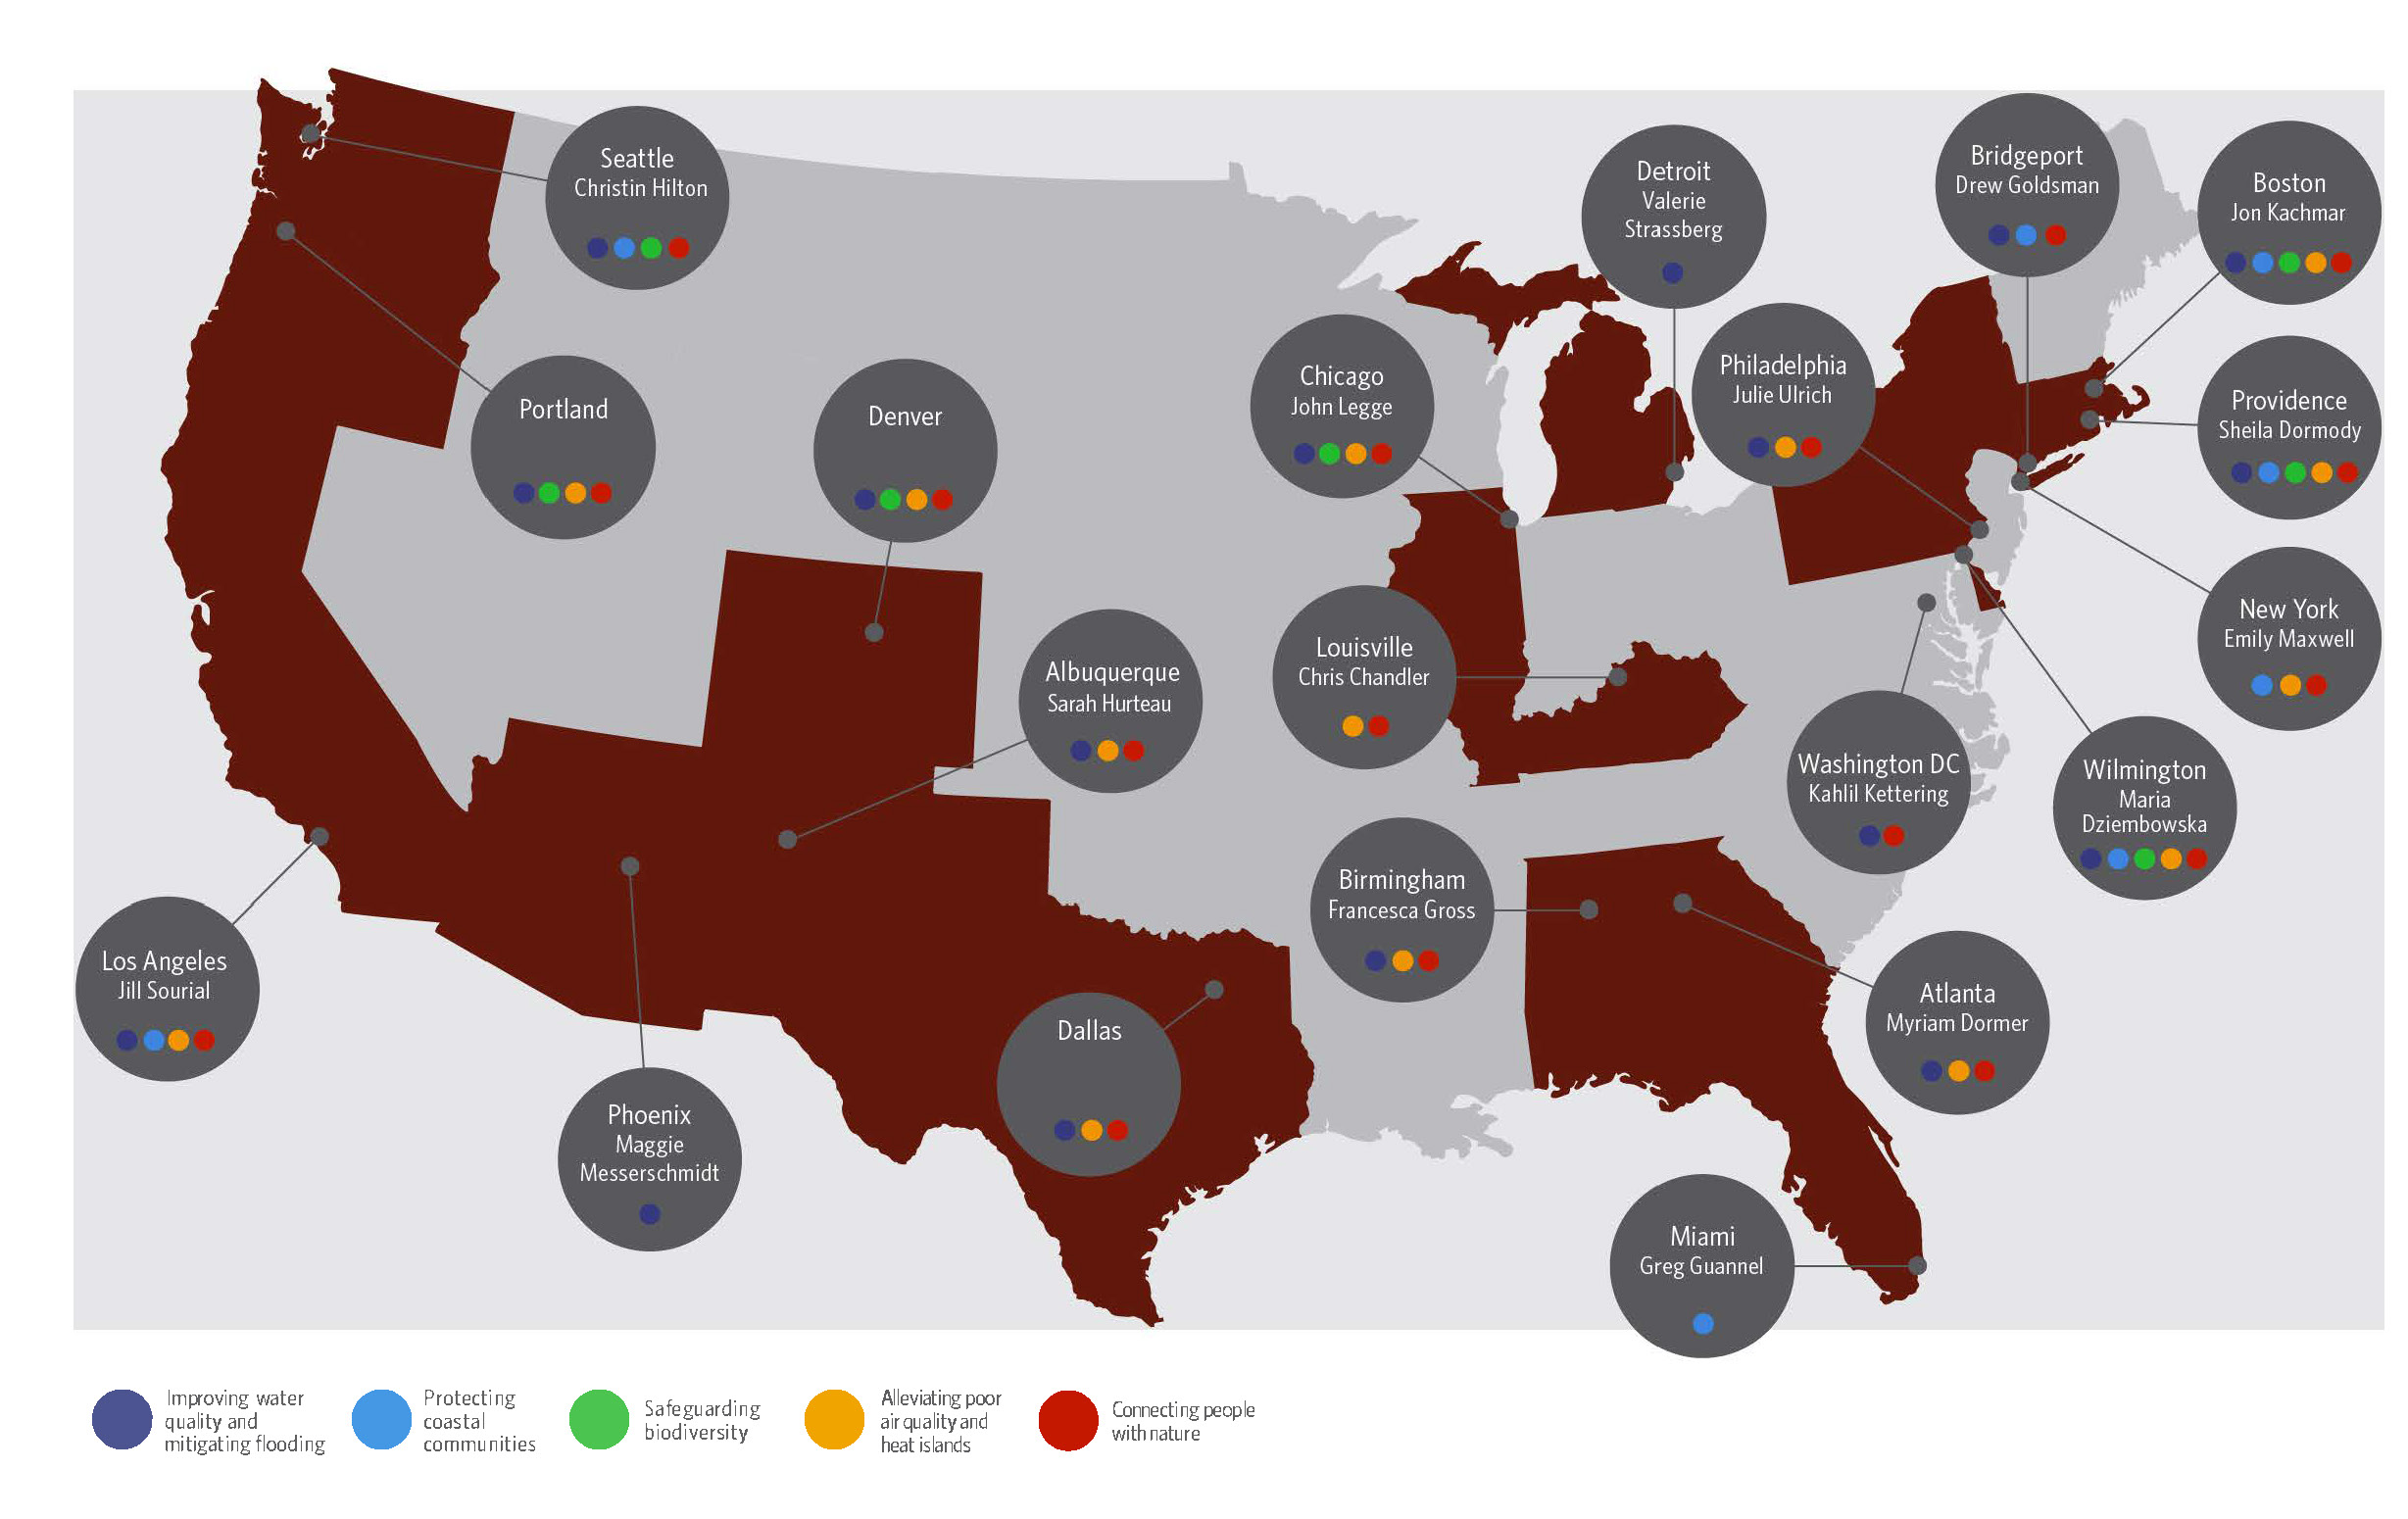 Seattle
Christin Hilton
Portland
Denver
Albuquerque
Sarah Hurteau
Los Angeles
Jill Sourial
Phoenix
Maggie
Messerschmidt
Dallas
Chicago
John Legge
Detroit
Valerie
Strassberg
Louisville
Chris Chandler
Birmingham
Francesca Gross
Philadelphia
Julie Ulrich
Bridgeport
Drew Goldsman
Boston
Jon Kachmar
Providence
Sheila Dormody
New York
Emily Maxwell
Washington DC
Kahlil Kettering
Wilmington
Maria
Dziembowska
Atlanta
Myriam Dormer
Miami
Greg Guannel
Improving water
quality and
mitigating flooding
Protecting
coastal
communities
Safeguarding
biodiversity
Alleviating poor
air quality and
heat islands
Connecting people
with nature